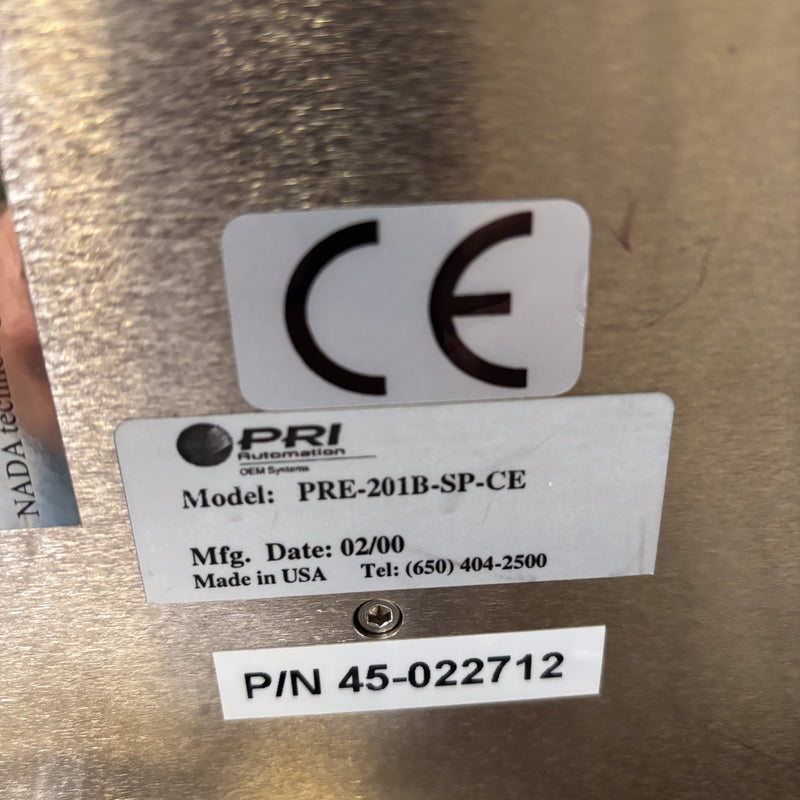 CE
PRI
Automation
OEM Systems
Model: PRE-201B-SP-CE
Mfg. Date: 02/00
Made in USA Tel: (650) 404-2500
P/N 45-022712
NADA